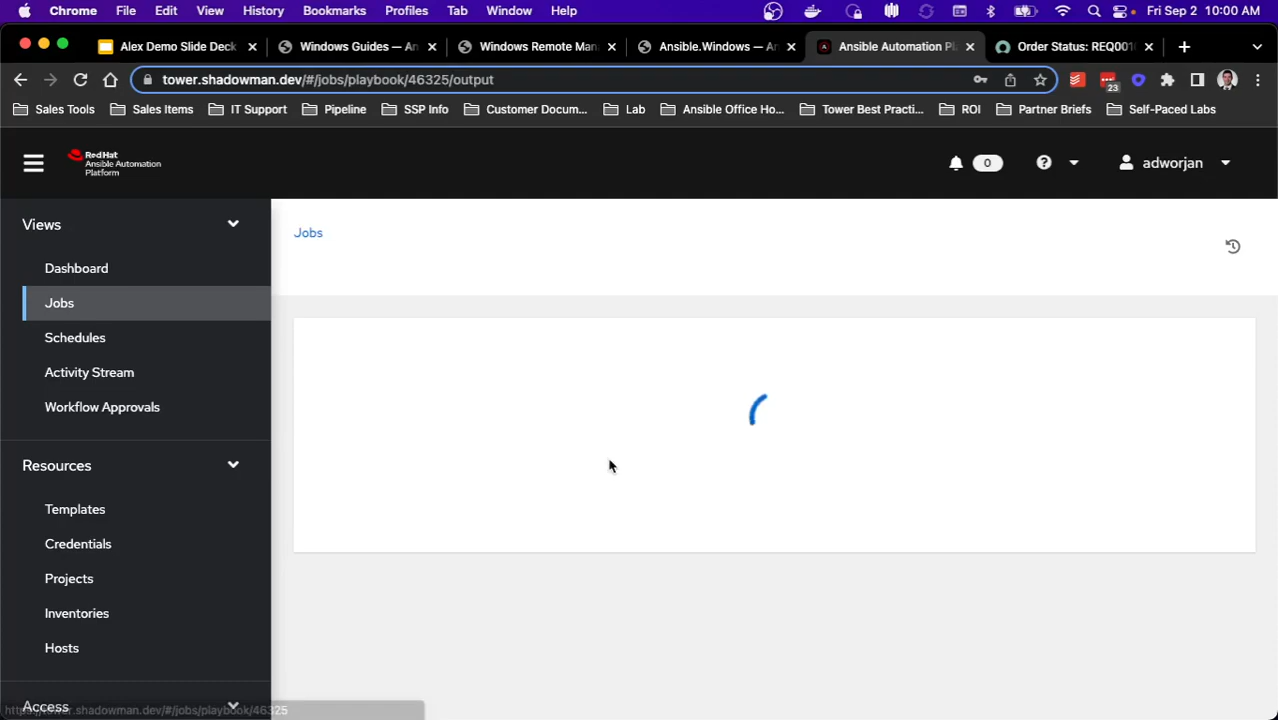 Chrome File Edit View History Bookmarks Profiles Tab Window Help Fri Sep 2 10:00 AM
Alex Demo Slide Deck Windows Guides — An Windows Remote Man Ansible.Windows — An Ansible Automation Pl Order Status: REQ001
tower.shadowman.dev/#/jobs/playbook/46325/output 23
Sales Tools Sales Items IT Support Pipeline SSP Info Customer Docum... Lab Ansible Office Ho... Tower Best Practi... ROI Partner Briefs Self-Paced Labs
Red Hat
Ansible Automation
Platform
0 adworjan
Views
Jobs
Dashboard
Jobs
Schedules
Activity Stream
Workflow Approvals
Resources
Templates
Credentials
Projects
Inventories
Hosts
Access
https://tower.shadowman.dev/#/jobs/playbook/46325